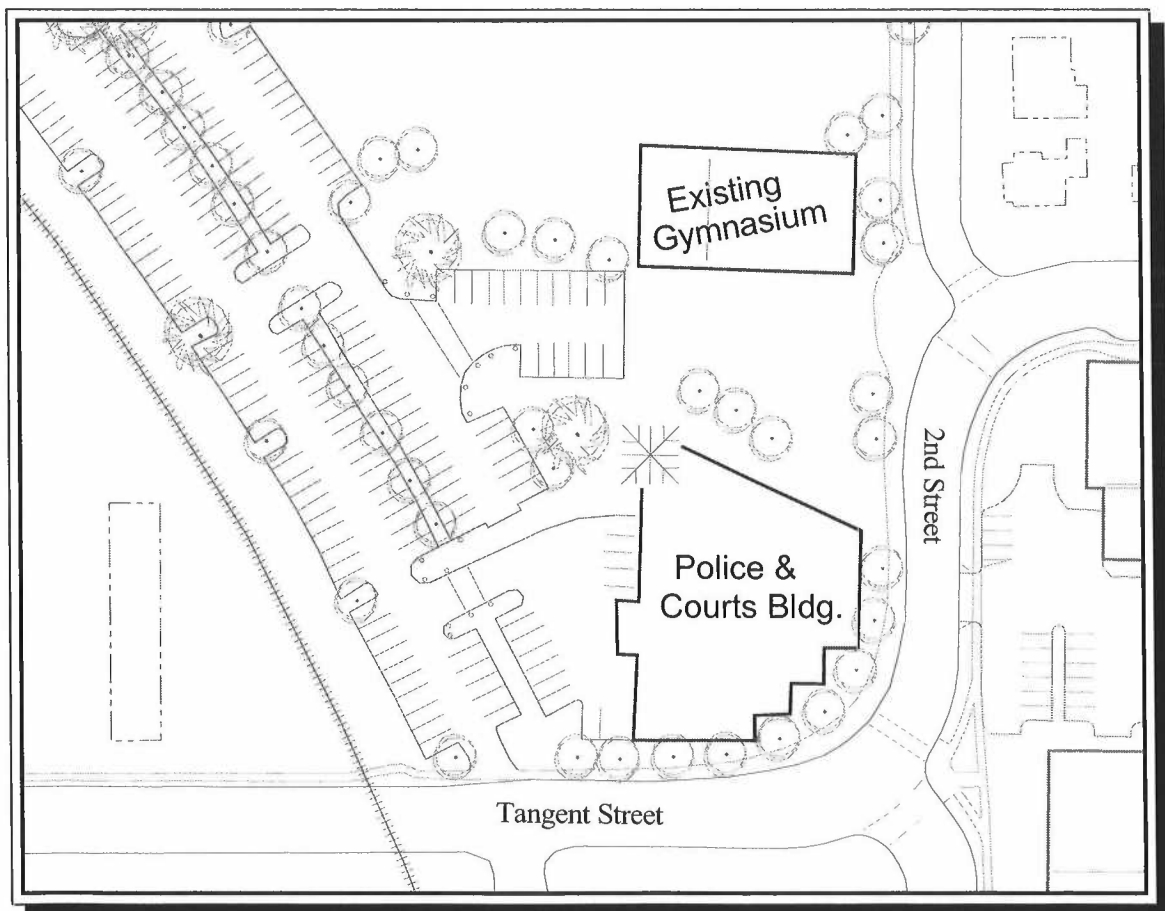 Existing
Gymnasium
2nd Street
Police &
Courts Bldg.
Tangent Street